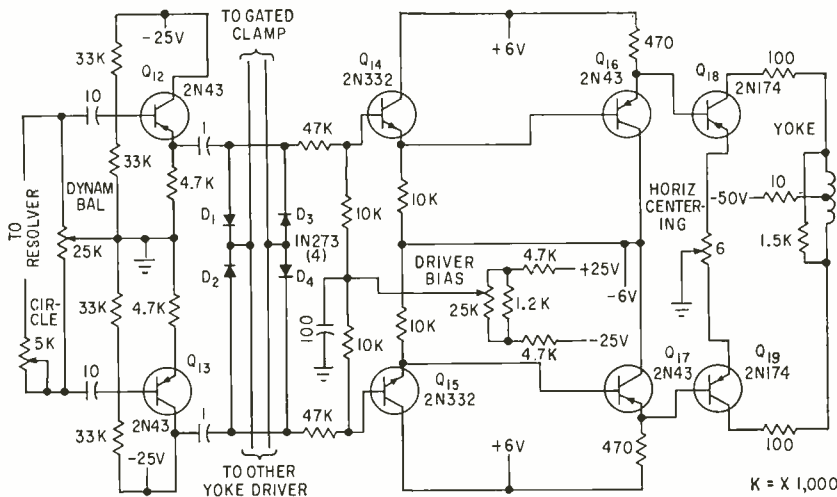 TO GATED
CLAMP
-25V
33K
Q12
2N43
10
33K
DYNAM
BAL
4.7K
1
TO
RESOLVER
25K
CIR-
CLE
5K
33K
4.7K
10
Q13
2N43
1
33K
-25V
D1
D2
D3
1N273
(4)
D4
47K
47K
TO OTHER
YOKE DRIVER
Q14
2N332
+6V
10K
10K
DRIVER
BIAS
4.7K
+25V
25K
1.2K
-25V
4.7K
-6V
100
10K
10K
Q15
2N332
+6V
470
Q16
2N43
Q18
2N174
100
YOKE
HORIZ
CENTER-
ING
-50V
10
1.5K
6
Q17
2N43
Q19
2N174
470
100
K = X 1,000